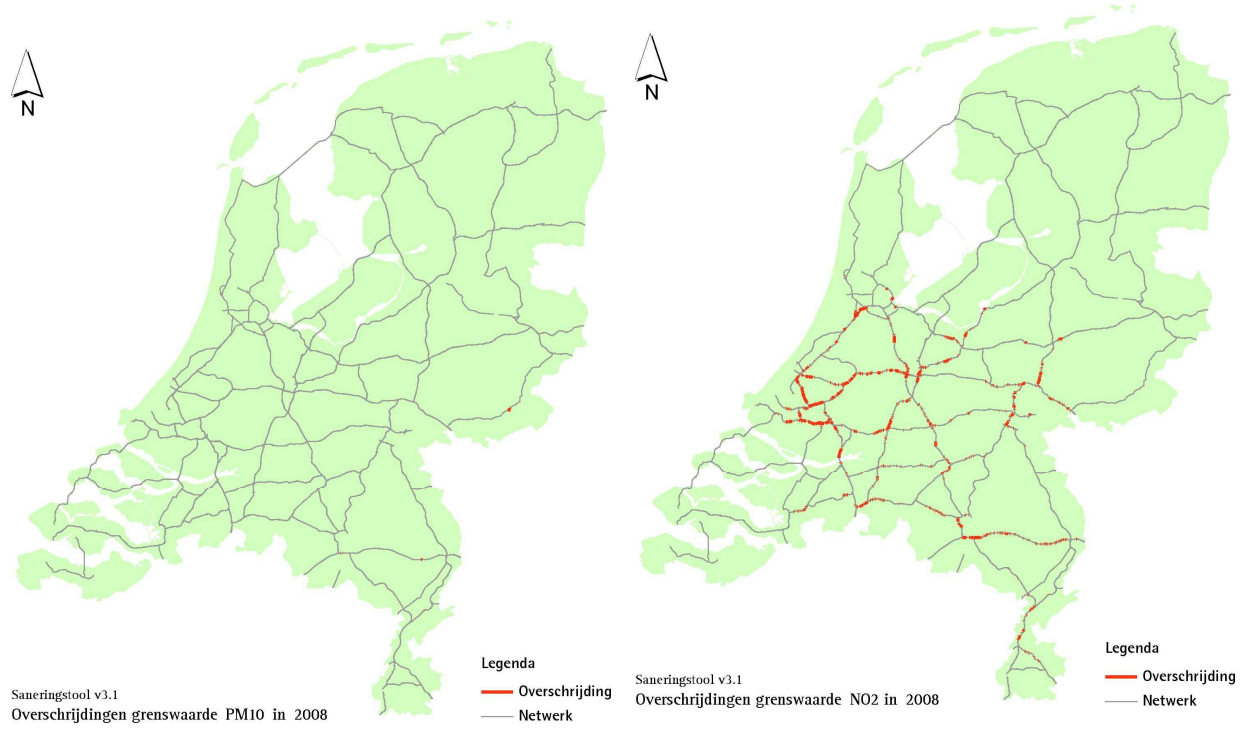 N
Legenda
Overschrijding
Netwerk
Saneringstool v3.1
Overschrijdingen grenswaarde PM10 in 2008
N
Legenda
Overschrijding
Netwerk
Saneringstool v3.1
Overschrijdingen grenswaarde NO2 in 2008